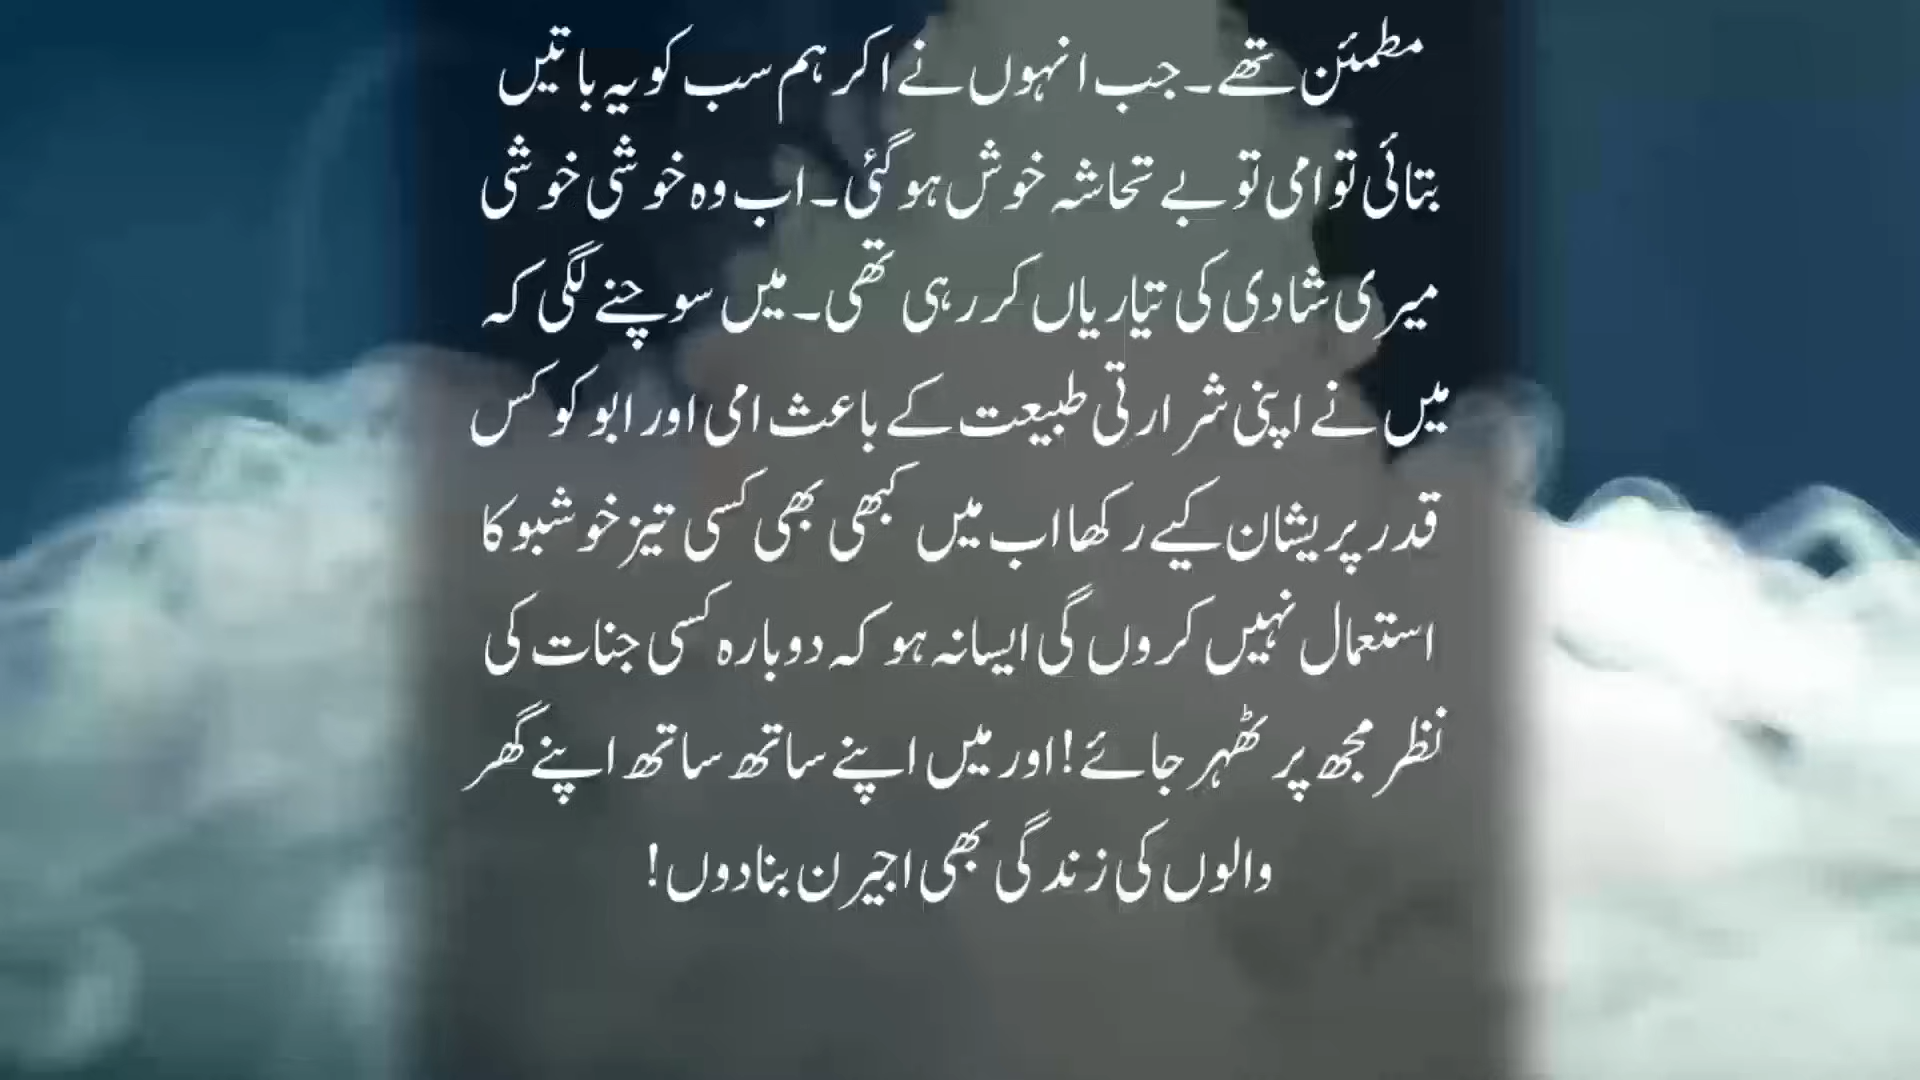 مطمئن تھے۔ جب انہوں نے اکر ہم سب کو یہ باتیں
بتائی تو امی تو بے تحاشہ خوش ہوگئی۔ اب وہ خوشی خوشی
میری شادی کی تیاریاں کر رہی تھی۔ میں سوچنے لگی کہ
میں نے اپنی شرارتی طبیعت کے باعث امی اور ابو کو کس
قدر پریشان کیے رکھا اب میں کبھی بھی کسی تیز خوشبو کا
استعمال نہیں کروں گی ایسا نہ ہو کہ دوبارہ کسی جنات کی
نظر مجھ پر ٹھہر جائے! اور میں اپنے ساتھ ساتھ اپنے گھر
والوں کی زندگی بھی اجیرن بنا دوں!